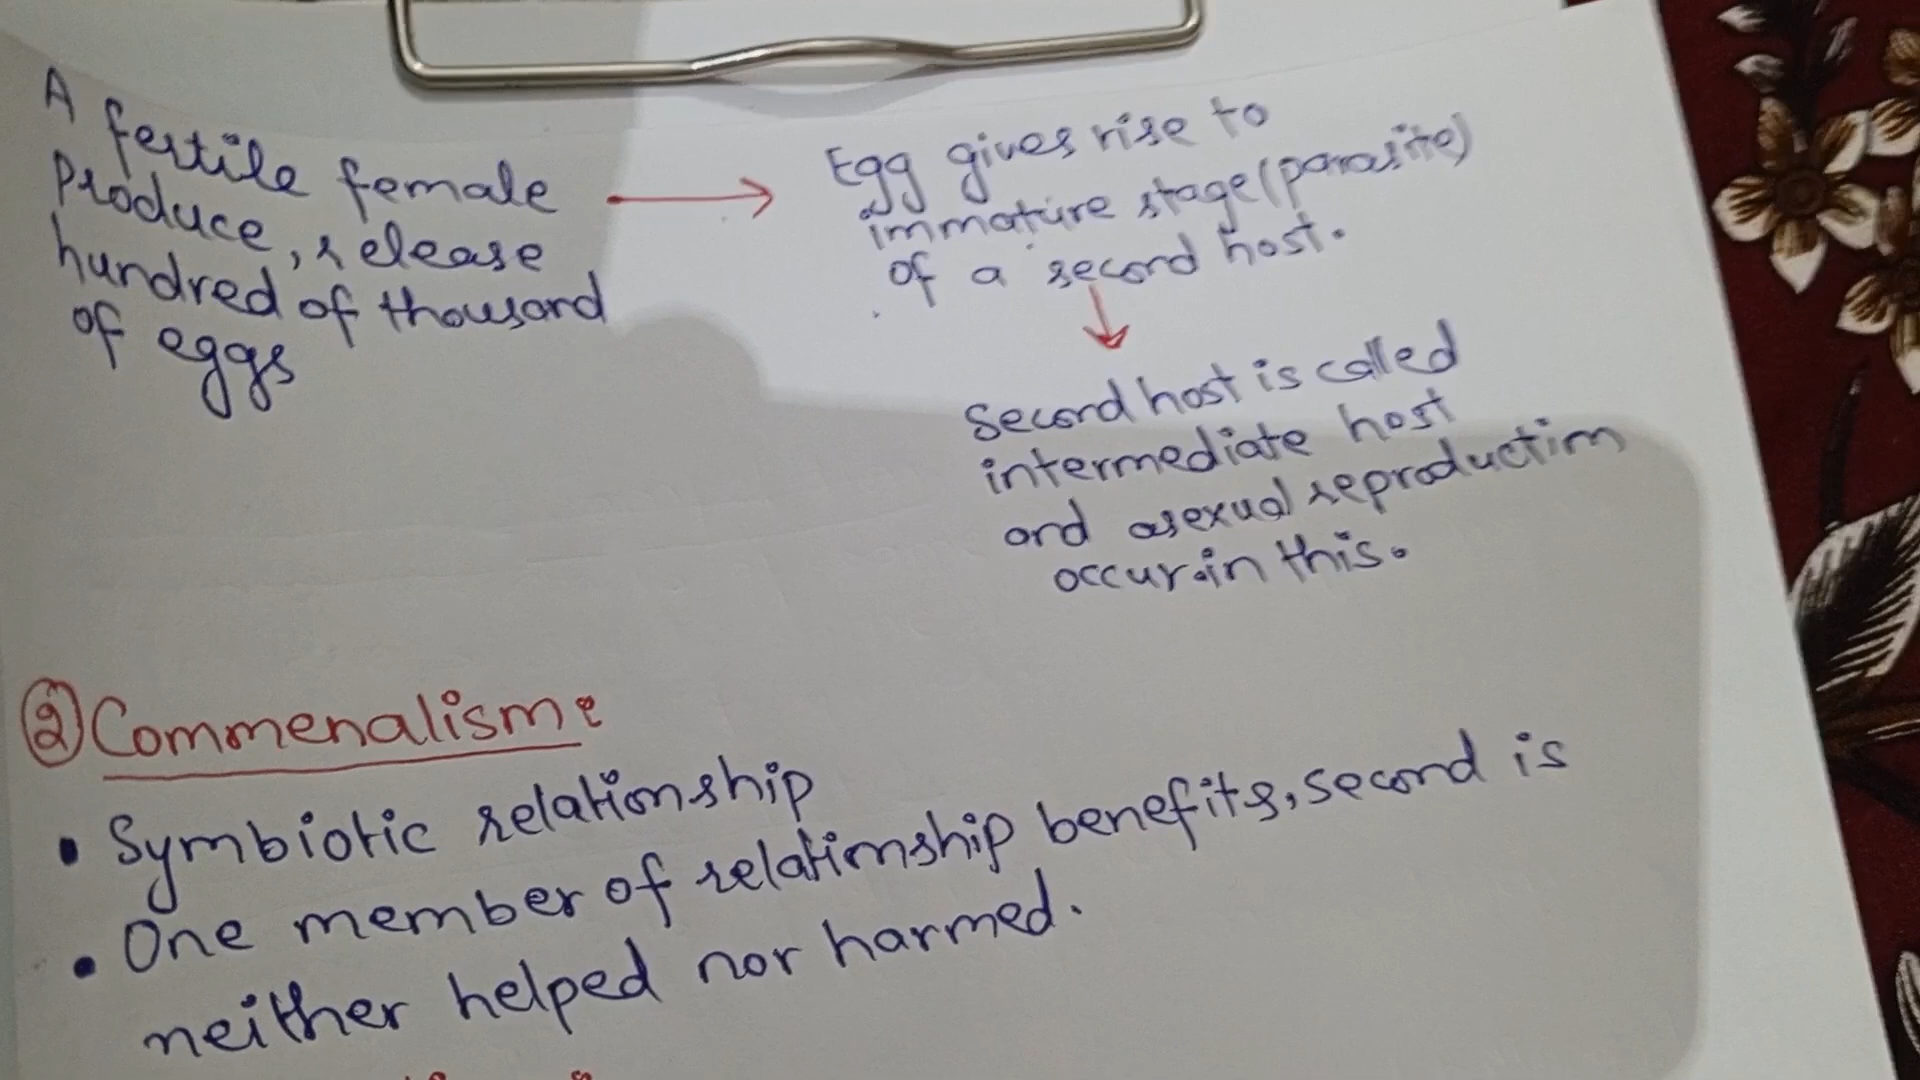 A fertile female
Produce, release
hundred of thousand
of eggs
Egg gives rise to
immature stage (parasite)
of a second host.
Second host is called
intermediate host
and asexual reproduction
occur in this.
② Commenalism:
• Symbiotic relationship
• One member of relationship benefits, second is
neither helped nor harmed.